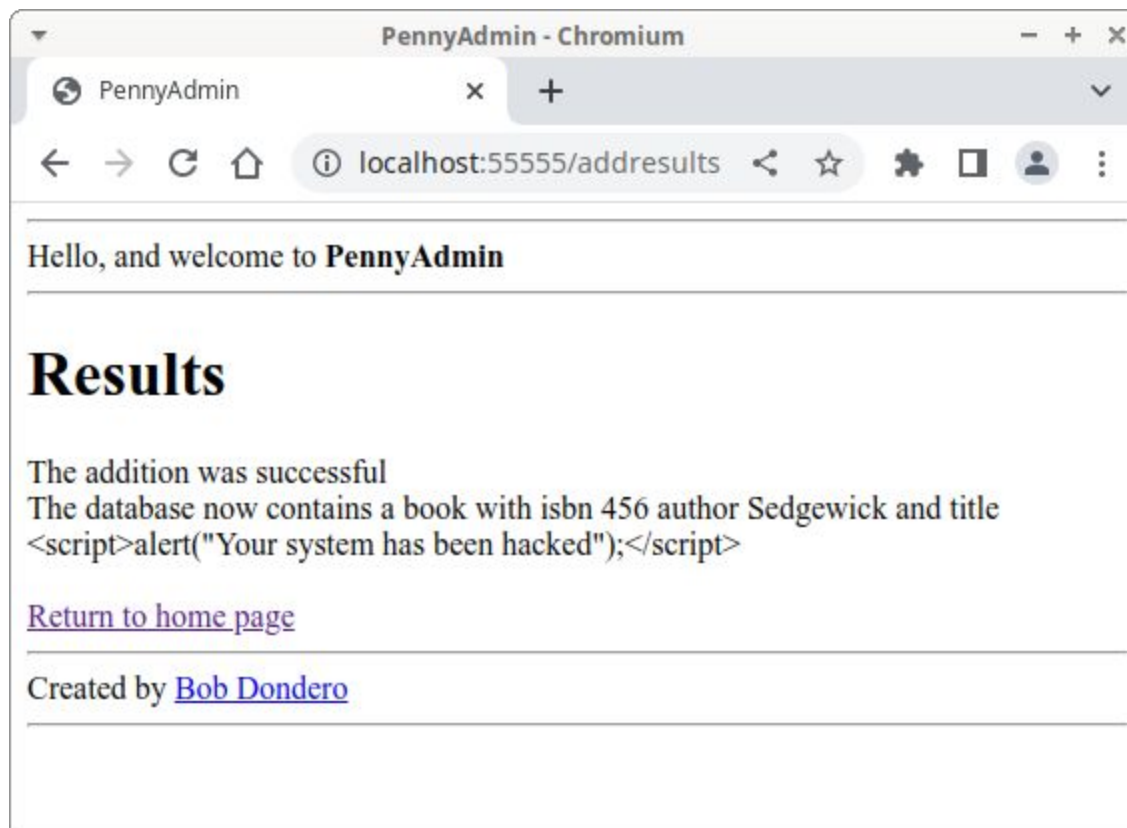 PennyAdmin - Chromium
PennyAdmin
localhost:55555/addresults
Hello, and welcome to PennyAdmin
Results
The addition was successful
The database now contains a book with isbn 456 author Sedgewick and title
<script>alert("Your system has been hacked");</script>
Return to home page
Created by Bob Dondero